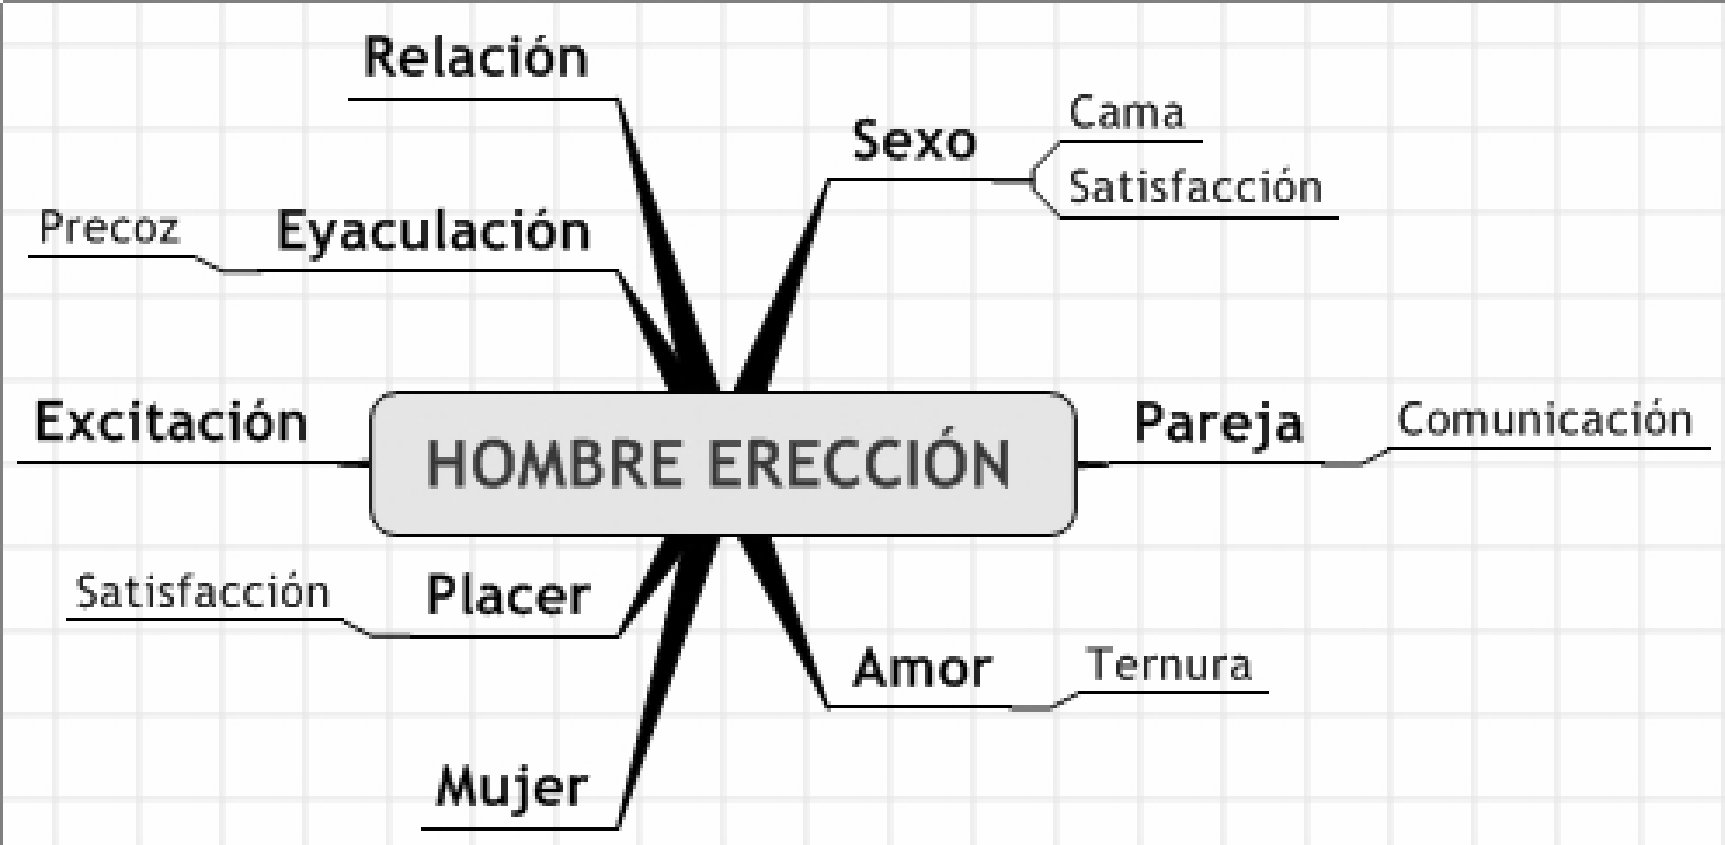 Relación
Sexo
Cama
Satisfacción
Precoz
Eyaculación
Excitación
HOMBRE ERECCIÓN
Pareja
Comunicación
Satisfacción
Placer
Amor
Ternura
Mujer